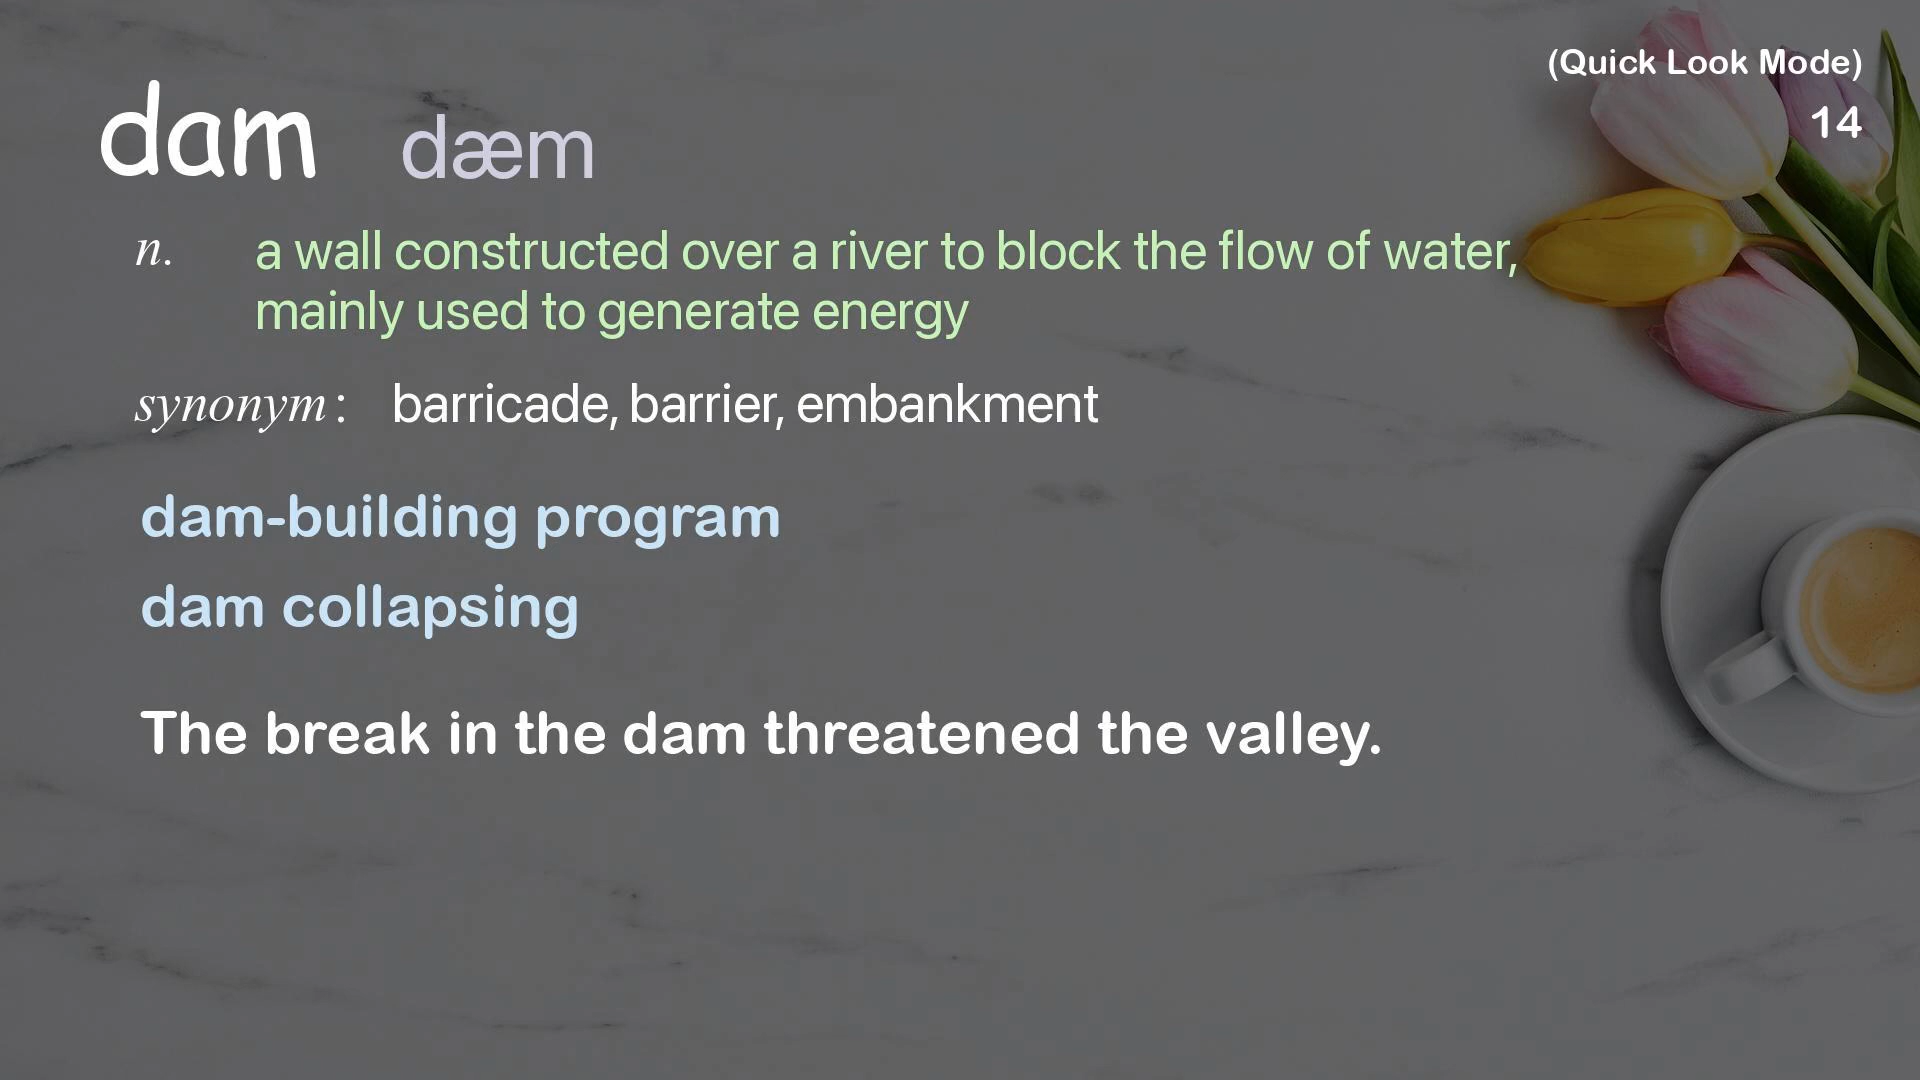 (Quick Look Mode)
14
dam dæm
n. a wall constructed over a river to block the flow of water,
mainly used to generate energy
synonym: barricade, barrier, embankment
dam-building program
dam collapsing
The break in the dam threatened the valley.